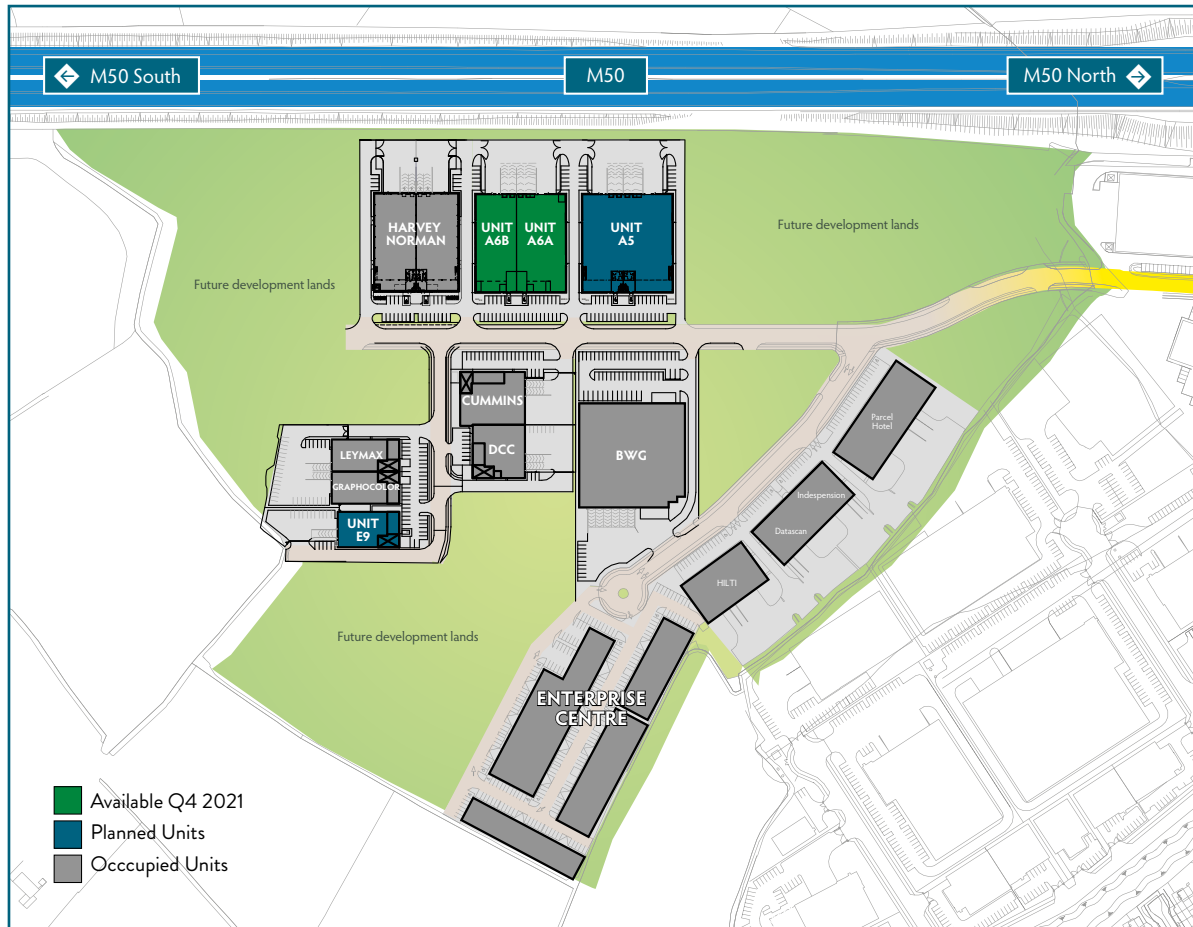 M50 South
M50
M50 North
HARVEY
NORMAN
UNIT
A6B
UNIT
A6A
UNIT
A5
Future development lands
Future development lands
CUMMINS
DCC
BWG
LEYMAX
GRAPHOCOLOR
UNIT
E9
Parcel
Hotel
Indespension
Datascan
HILTI
Future development lands
ENTERPRISE
CENTRE
Available Q4 2021
Planned Units
Occcupied Units